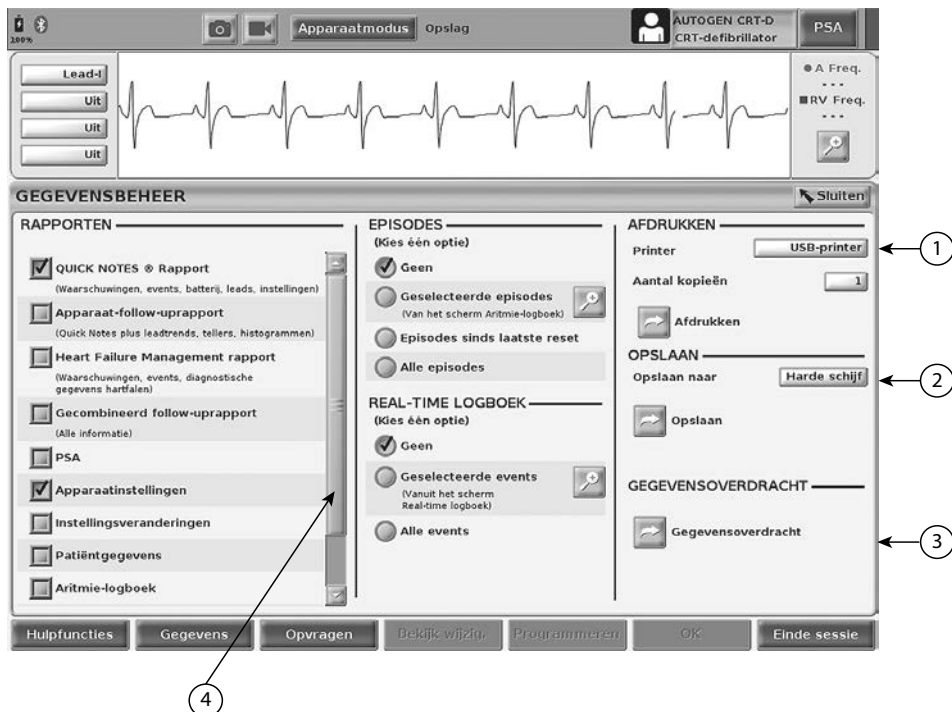 100%
Apparaatmodus
Opslag
AUTOGEN CRT-D
CRT-defibrillator
PSA
Lead-I
Uit
Uit
Uit
A Freq.
---
RV Freq.
---
GEGEVENSBEHEER
Sluiten
RAPPORTEN
QUICK NOTES ® Rapport
(Waarschuwingen, events, batterij, leads, instellingen)
Apparaat-follow-uprapport
(Quick Notes plus leadtrends, tellers, histogrammen)
Heart Failure Management rapport
(Waarschuwingen, events, diagnostische
gegevens hartfalen)
Gecombineerd follow-uprapport
(Alle informatie)
PSA
Apparaatinstellingen
Instellingsveranderingen
Patiëntgegevens
Aritmie-logboek
EPISODES
(Kies één optie)
Geen
Geselecteerde episodes
(Van het scherm Aritmie-logboek)
Episodes sinds laatste reset
Alle episodes
REAL-TIME LOGBOEK
(Kies één optie)
Geen
Geselecteerde events
(Vanuit het scherm
Real-time logboek)
Alle events
AFDRUKKEN
Printer
USB-printer
Aantal kopieën
1
Afdrukken
OPSLAAN
Opslaan naar
Harde schijf
Opslaan
GEGEVENSOVERDRACHT
Gegevensoverdracht
1
2
3
Hulpfuncties
Gegevens
Opvragen
Bekijk wijzig.
Programmeren
OK
Einde sessie
4